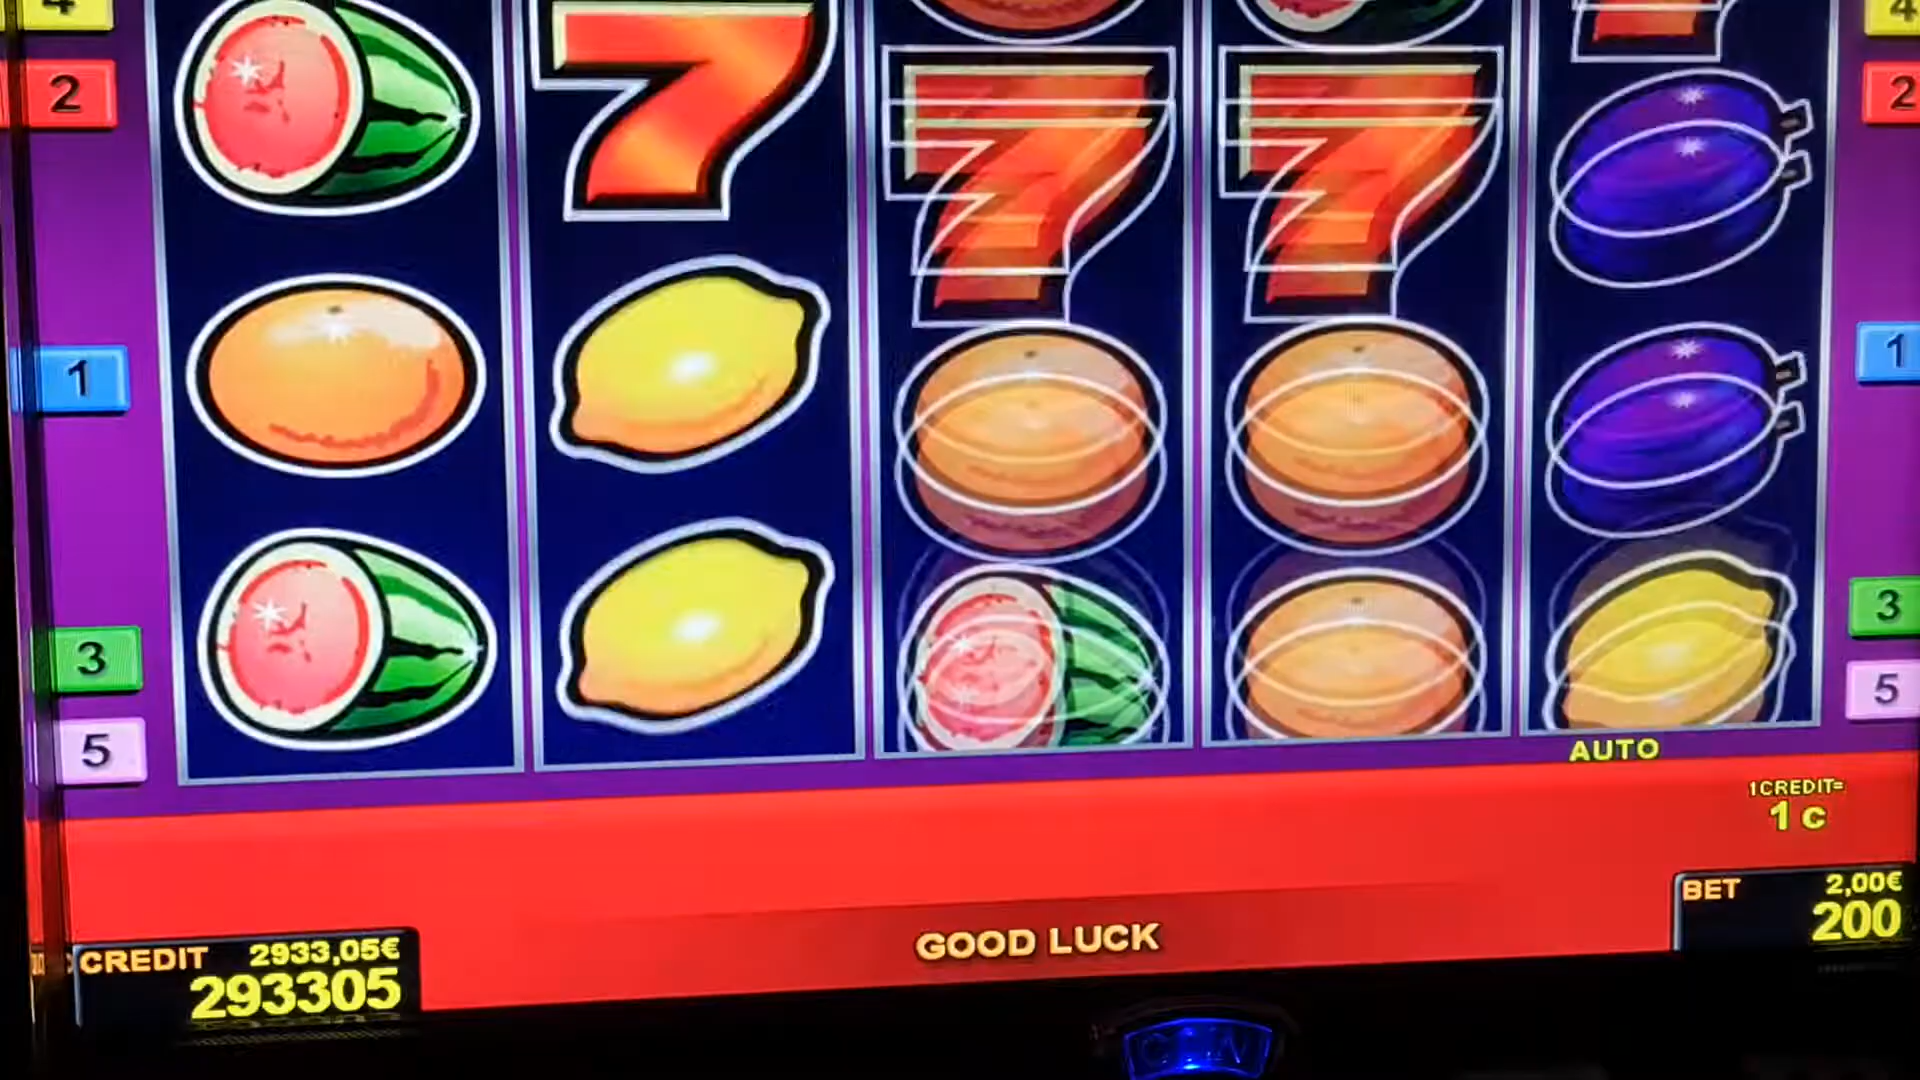 4
4
2
2
1
1
3
3
5
5
AUTO
1CREDIT=
1 c
BET 2,00€
200
GOOD LUCK
CREDIT 2933,05€
293305